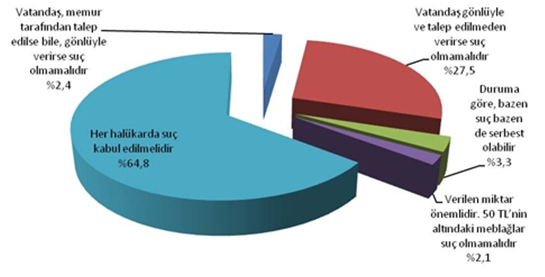 Vatandaş, memur
tarafından talep
edilse bile, gönlüyle
verirse suç
olmamalıdır
%2,4
Vatandaş gönlüyle
ve talep edilmeden
verirse suç
olmamalıdır
%27,5
Duruma
göre, bazen
suç bazen
de serbest
olabilir
%3,3
Verilen miktar
önemlidir. 50 TL'nin
altındaki meblağlar
suç olmamalıdır
%2,1
Her halükarda suç
kabul edilmelidir
%64,8